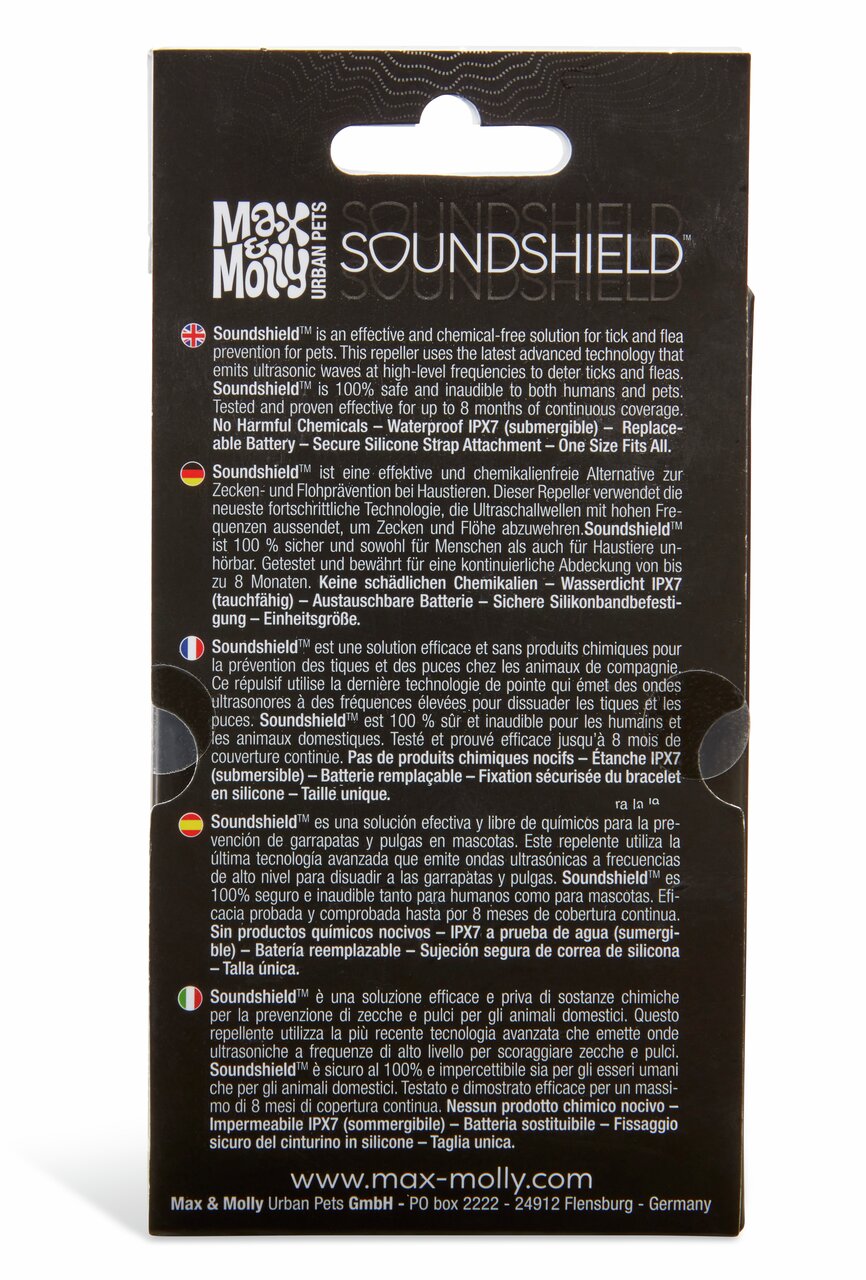 Max & Molly URBAN PETS SOUNDSHIELD™
Soundshield™ is an effective and chemical-free solution for tick and flea
prevention for pets. This repeller uses the latest advanced technology that
emits ultrasonic waves at high-level frequencies to deter ticks and fleas.
Soundshield™ is 100% safe and inaudible to both humans and pets.
Tested and proven effective for up to 8 months of continuous coverage.
No Harmful Chemicals – Waterproof IPX7 (submergible) – Replace-
able Battery – Secure Silicone Strap Attachment – One Size Fits All.
Soundshield™ ist eine effektive und chemikalienfreie Alternative zur
Zecken- und Flohprävention bei Haustieren. Dieser Repeller verwendet die
neueste fortschrittliche Technologie, die Ultraschallwellen mit hohen Fre-
quenzen aussendet, um Zecken und Flöhe abzuwehren.Soundshield™
ist 100 % sicher und sowohl für Menschen als auch für Haustiere un-
hörbar. Getestet und bewährt für eine kontinuierliche Abdeckung von bis
zu 8 Monaten. Keine schädlichen Chemikalien – Wasserdicht IPX7
(tauchfähig) – Austauschbare Batterie – Sichere Silikonbandbefesti-
gung – Einheitsgröße.
Soundshield™ est une solution efficace et sans produits chimiques pour
la prévention des tiques et des puces chez les animaux de compagnie.
Ce répulsif utilise la dernière technologie de pointe qui émet des ondes
ultrasonores à des fréquences élevées pour dissuader les tiques et les
puces. Soundshield™ est 100 % sûr et inaudible pour les humains et
les animaux domestiques. Testé et prouvé efficace jusqu'à 8 mois de
couverture continue. Pas de produits chimiques nocifs – Étanche IPX7
(submersible) – Batterie remplaçable – Fixation sécurisée du bracelet
en silicone – Taille unique.
Soundshield™ es una solución efectiva y libre de químicos para la pre-
vención de garrapatas y pulgas en mascotas. Este repelente utiliza la
última tecnología avanzada que emite ondas ultrasónicas a frecuencias
de alto nivel para disuadir a las garrapatas y pulgas. Soundshield™ es
100% seguro e inaudible tanto para humanos como para mascotas. Efi-
cacia probada y comprobada hasta por 8 meses de cobertura continua.
Sin productos químicos nocivos – IPX7 a prueba de agua (sumergi-
ble) – Batería reemplazable – Sujeción segura de correa de silicona
– Talla única.
Soundshield™ è una soluzione efficace e priva di sostanze chimiche
per la prevenzione di zecche e pulci per gli animali domestici. Questo
repellente utilizza la più recente tecnologia avanzata che emette onde
ultrasoniche a frequenze di alto livello per scoraggiare zecche e pulci.
Soundshield™ è sicuro al 100% e impercettibile sia per gli esseri umani
che per gli animali domestici. Testato e dimostrato efficace per un massi-
mo di 8 mesi di copertura continua. Nessun prodotto chimico nocivo –
Impermeabile IPX7 (sommergibile) – Batteria sostituibile – Fissaggio
sicuro del cinturino in silicone – Taglia unica.
www.max-molly.com
Max & Molly Urban Pets GmbH - PO box 2222 - 24912 Flensburg - Germany